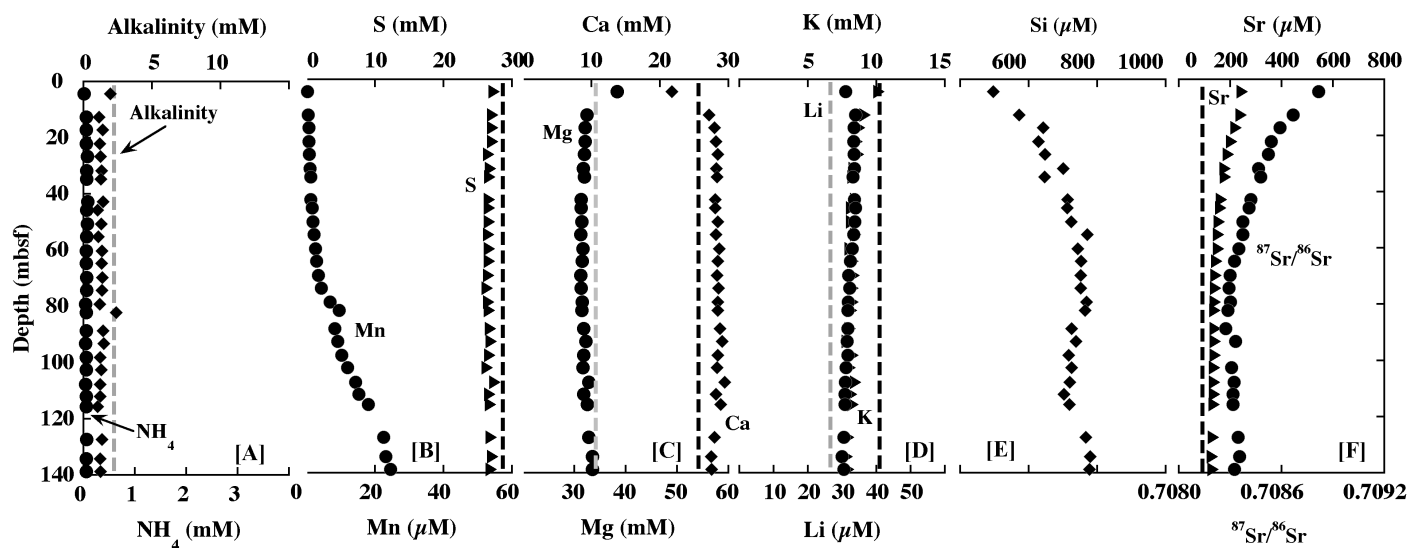 Alkalinity (mM) S (mM) Ca (mM) K (mM) Si (µM) Sr (µM)
0 5 10 0 10 20 30 0 10 20 30 0 5 10 15 600 800 1000 0 200 400 600 800
0
20
40
60
80
100
120
140
Depth (mbsf)
Alkalinity
NH4
[A]
S
Mn
[B]
Mg
Ca
[C]
Li
K
[D]
[E]
Sr
87Sr/86Sr
[F]
0 1 2 3 0 20 40 60 30 40 50 60 10 20 30 40 50 0.7080 0.7086 0.7092
NH4 (mM) Mn (µM) Mg (mM) Li (µM) 87Sr/86Sr